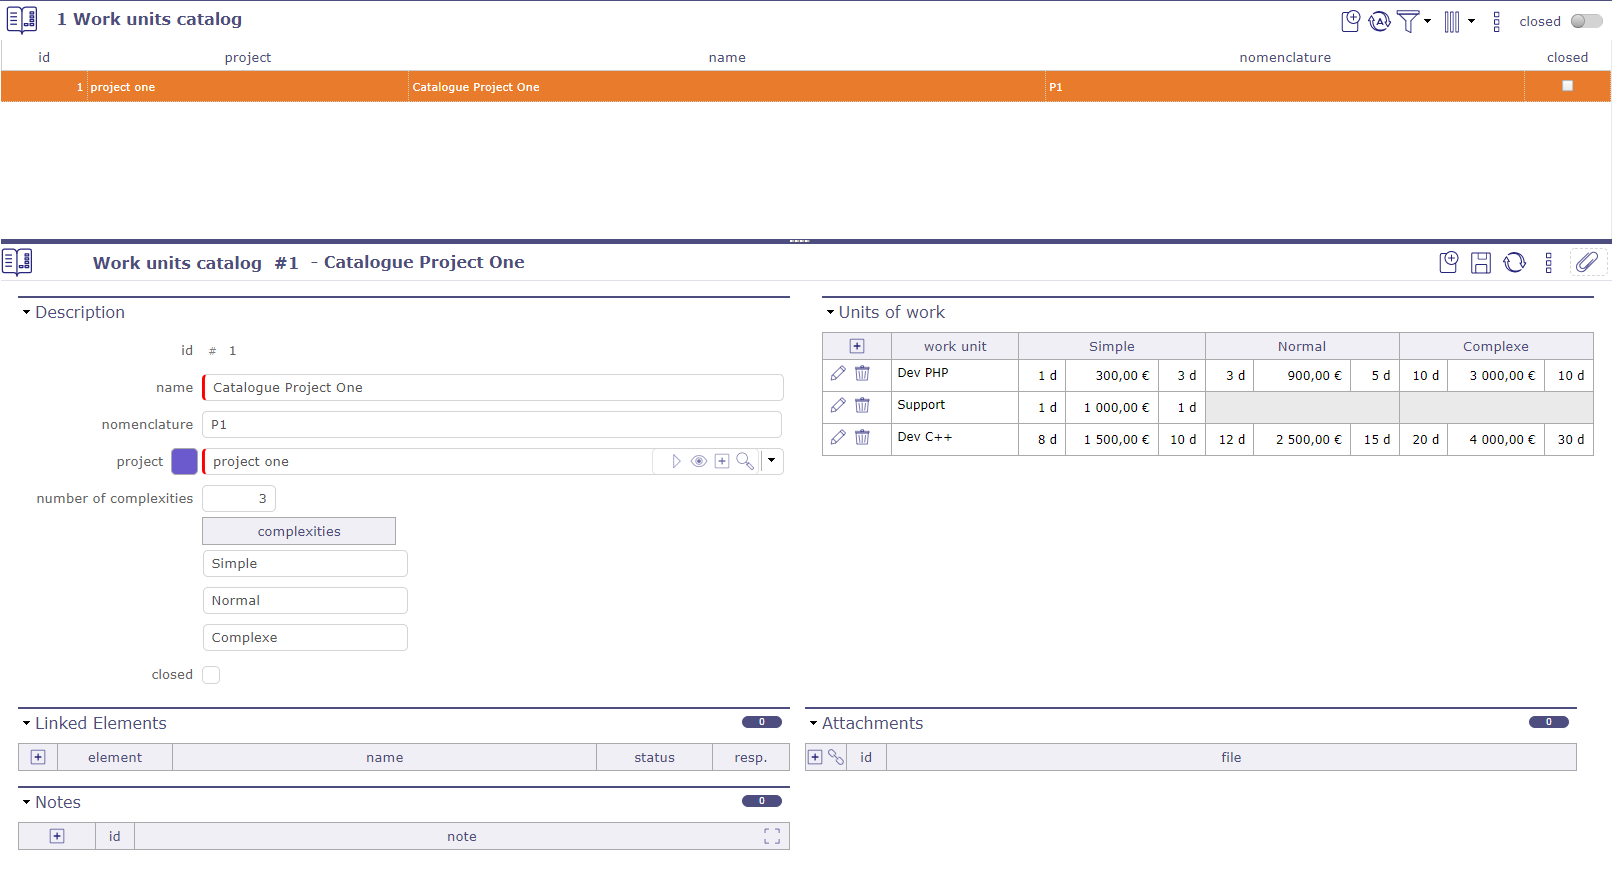 1 Work units catalog
closed
id project name nomenclature closed
1 project one Catalogue Project One P1
Work units catalog #1 - Catalogue Project One
Description
id # 1
name Catalogue Project One
nomenclature P1
project project one
number of complexities 3
complexities
Simple
Normal
Complexe
closed
Units of work
work unit Simple Normal Complexe
Dev PHP 1 d 300,00 € 3 d 3 d 900,00 € 5 d 10 d 3 000,00 € 10 d
Support 1 d 1 000,00 € 1 d
Dev C++ 8 d 1 500,00 € 10 d 12 d 2 500,00 € 15 d 20 d 4 000,00 € 30 d
Linked Elements 0
element name status resp.
Attachments 0
id file
Notes 0
id note